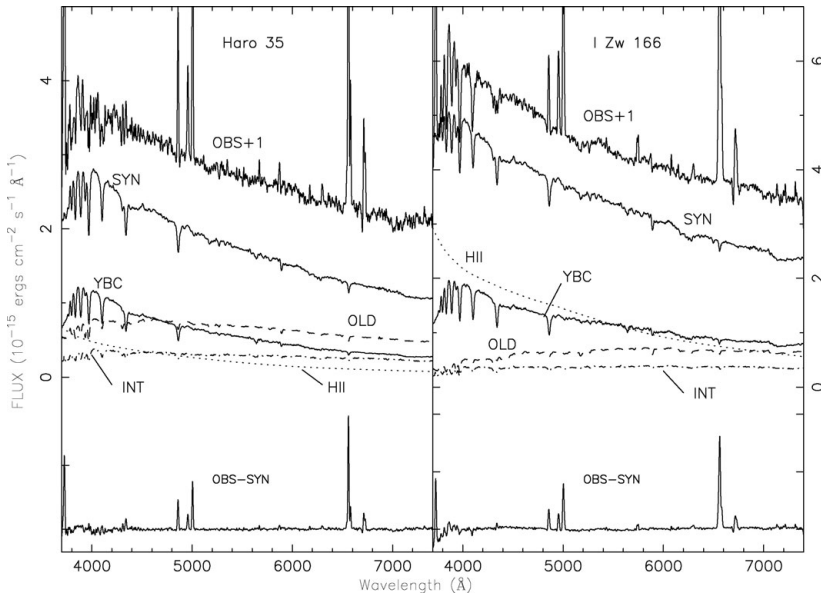 Haro 35
I Zw 166
OBS+1
OBS+1
SYN
SYN
HII
YBC
YBC
OLD
OLD
INT
HII
INT
OBS−SYN
OBS−SYN
4
2
0
6
4
2
0
4000
5000
6000
7000
4000
5000
6000
7000
FLUX (10⁻¹⁵ ergs cm⁻² s⁻¹ Å⁻¹)
Wavelength (Å)